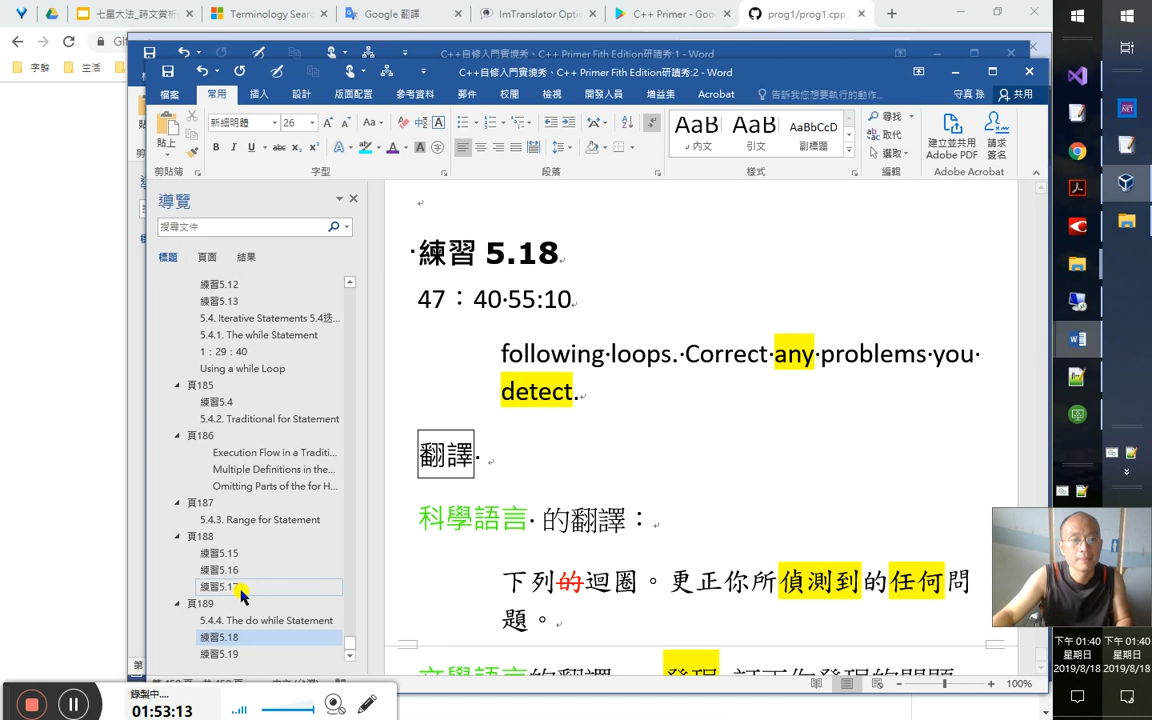 七星大法_時文賞析
Terminology Searc
Google 翻譯
ImTranslator Optio
C++ Primer - Goo
prog1/prog1.cpp
字辭
生活
C++自修入門實境秀、C++ Primer Fith Edition研讀秀:1 - Word
C++自修入門實境秀、C++ Primer Fith Edition研讀秀:2 - Word
檔案
常用
插入
設計
版面配置
參考資料
郵件
校閱
檢視
開發人員
增益集
Acrobat
告訴我您想要執行的動作...
守真 孫
共用
貼上
新細明體
26
AaB
AaB
AaBbCcD
內文
引文
副標題
尋找
取代
選取
建立並共用
Adobe PDF
請求
簽名
剪貼簿
字型
段落
樣式
編輯
Adobe Acrobat
導覽
搜尋文件
標題
頁面
結果
練習5.12
練習5.13
5.4. Iterative Statements 5.4迭...
5.4.1. The while Statement
1：29：40
Using a while Loop
頁185
練習5.4
5.4.2. Traditional for Statement
頁186
Execution Flow in a Traditi...
Multiple Definitions in the...
Omitting Parts of the for H...
頁187
5.4.3. Range for Statement
頁188
練習5.15
練習5.16
練習5.17
頁189
5.4.4. The do while Statement
練習5.18
練習5.19
練習 5.18
47：40·55:10
following·loops.·Correct·any·problems·you·
detect.
翻譯·
科學語言·的翻譯：
下列的迴圈。更正你所偵測到的任何問
題。
100%
錄製中....
01:53:13
下午 01:40
星期日
2019/8/18
下午 01:40
星期日
2019/8/18